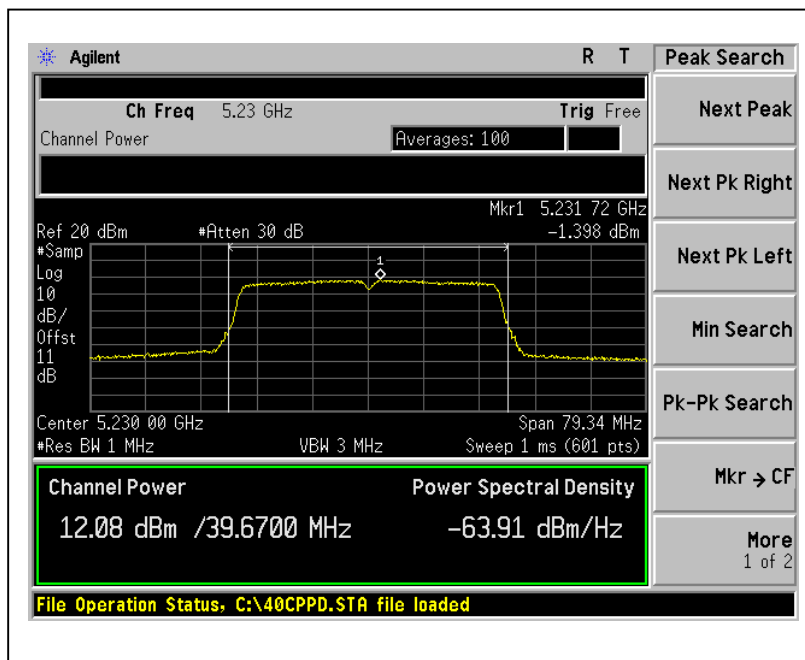 Agilent R T Peak Search
Ch Freq 5.23 GHz Trig Free
Channel Power Averages: 100
Mkr1 5.231 72 GHz
Ref 20 dBm #Atten 30 dB -1.398 dBm
#Samp
Log
10
dB/
Offst
11
dB
1
Center 5.230 00 GHz Span 79.34 MHz
#Res BW 1 MHz VBW 3 MHz Sweep 1 ms (601 pts)
Channel Power Power Spectral Density
12.08 dBm /39.6700 MHz -63.91 dBm/Hz
File Operation Status, C:\40CPPD.STA file loaded
Next Peak
Next Pk Right
Next Pk Left
Min Search
Pk-Pk Search
Mkr → CF
More
1 of 2